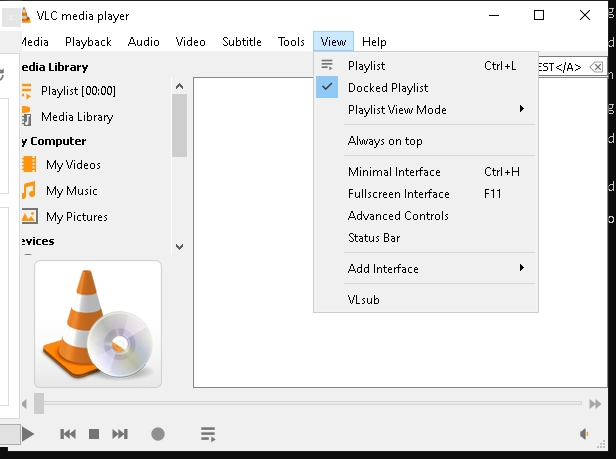 VLC media player
Media Playback Audio Video Subtitle Tools View Help
edia Library
Playlist [00:00]
Media Library
y Computer
My Videos
My Music
My Pictures
evices
EST</A>
Playlist Ctrl+L
Docked Playlist
Playlist View Mode
Always on top
Minimal Interface Ctrl+H
Fullscreen Interface F11
Advanced Controls
Status Bar
Add Interface
VLsub